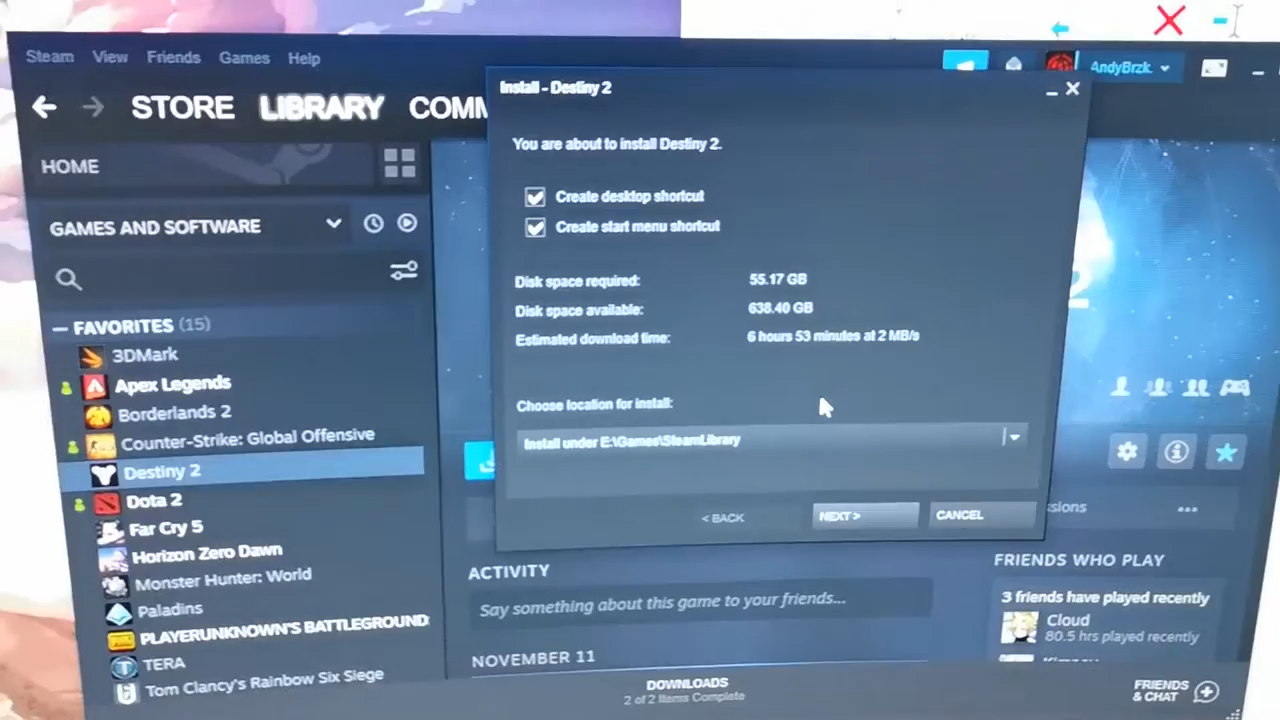 Steam View Friends Games Help
AndyBrzk.
STORE LIBRARY COMM
Install - Destiny 2
You are about to install Destiny 2.
Create desktop shortcut
Create start menu shortcut
Disk space required: 55.17 GB
Disk space available: 638.40 GB
Estimated download time: 6 hours 53 minutes at 2 MB/s
Choose location for install:
Install under E:\Games\SteamLibrary
< BACK NEXT > CANCEL
HOME
GAMES AND SOFTWARE
— FAVORITES (15)
3DMark
Apex Legends
Borderlands 2
Counter-Strike: Global Offensive
Destiny 2
Dota 2
Far Cry 5
Horizon Zero Dawn
Monster Hunter: World
Paladins
PLAYERUNKNOWN'S BATTLEGROUND
TERA
Tom Clancy's Rainbow Six Siege
2
ssions
ACTIVITY
Say something about this game to your friends...
NOVEMBER 11
FRIENDS WHO PLAY
3 friends have played recently
Cloud
80.5 hrs played recently
DOWNLOADS
2 of 2 Items Complete
FRIENDS
& CHAT